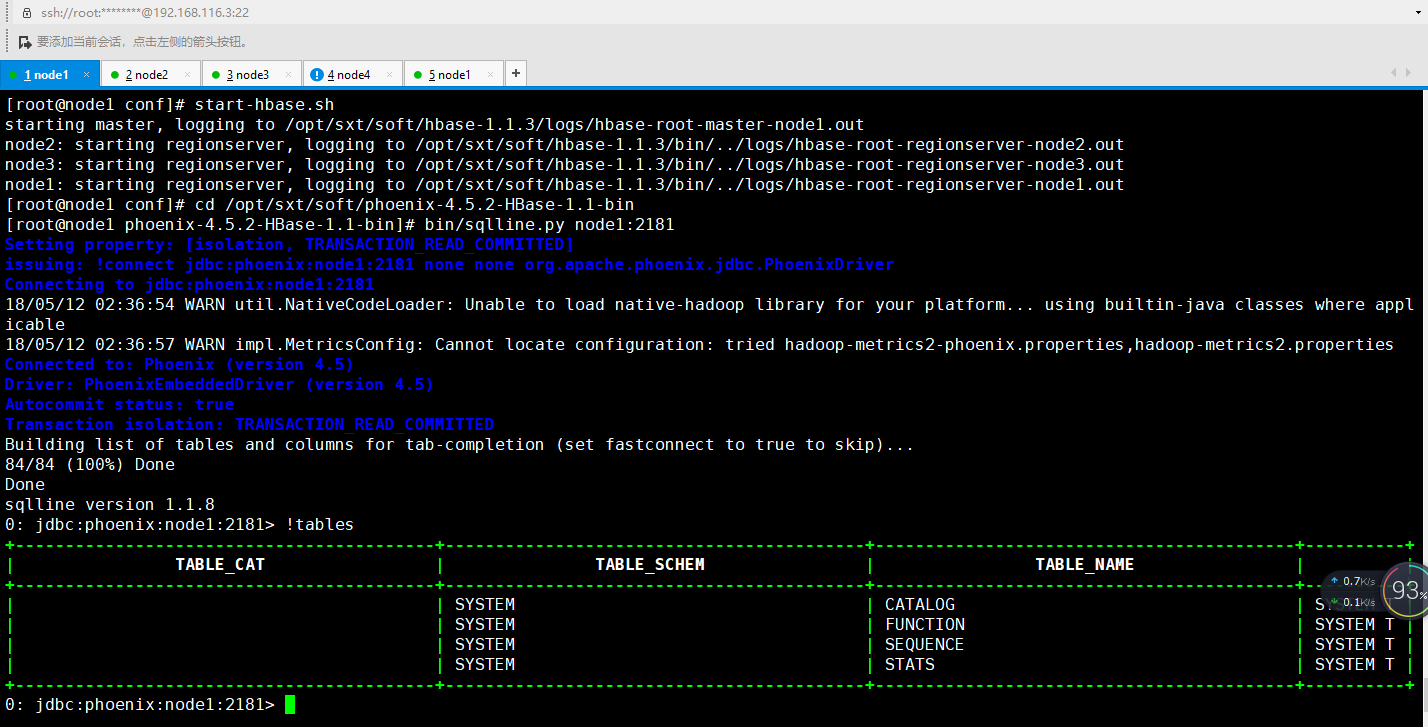 ssh://root:********@192.168.116.3:22
要添加当前会话，点击左侧的箭头按钮。
1 node1 × 2 node2 × 3 node3 × 4 node4 × 5 node1 × +
[root@node1 conf]# start-hbase.sh
starting master, logging to /opt/sxt/soft/hbase-1.1.3/logs/hbase-root-master-node1.out
node2: starting regionserver, logging to /opt/sxt/soft/hbase-1.1.3/bin/../logs/hbase-root-regionserver-node2.out
node3: starting regionserver, logging to /opt/sxt/soft/hbase-1.1.3/bin/../logs/hbase-root-regionserver-node3.out
node1: starting regionserver, logging to /opt/sxt/soft/hbase-1.1.3/bin/../logs/hbase-root-regionserver-node1.out
[root@node1 conf]# cd /opt/sxt/soft/phoenix-4.5.2-HBase-1.1-bin
[root@node1 phoenix-4.5.2-HBase-1.1-bin]# bin/sqlline.py node1:2181
Setting property: [isolation, TRANSACTION_READ_COMMITTED]
issuing: !connect jdbc:phoenix:node1:2181 none none org.apache.phoenix.jdbc.PhoenixDriver
Connecting to jdbc:phoenix:node1:2181
18/05/12 02:36:54 WARN util.NativeCodeLoader: Unable to load native-hadoop library for your platform... using builtin-java classes where appl
icable
18/05/12 02:36:57 WARN impl.MetricsConfig: Cannot locate configuration: tried hadoop-metrics2-phoenix.properties,hadoop-metrics2.properties
Connected to: Phoenix (version 4.5)
Driver: PhoenixEmbeddedDriver (version 4.5)
Autocommit status: true
Transaction isolation: TRANSACTION_READ_COMMITTED
Building list of tables and columns for tab-completion (set fastconnect to true to skip)...
84/84 (100%) Done
Done
sqlline version 1.1.8
0: jdbc:phoenix:node1:2181> !tables
| TABLE_CAT | TABLE_SCHEM | TABLE_NAME |
| | SYSTEM | CATALOG |
| | SYSTEM | FUNCTION | SYSTEM T |
| | SYSTEM | SEQUENCE | SYSTEM T |
| | SYSTEM | STATS | SYSTEM T |
0: jdbc:phoenix:node1:2181>
0.7K/s
0.1K/s
93%